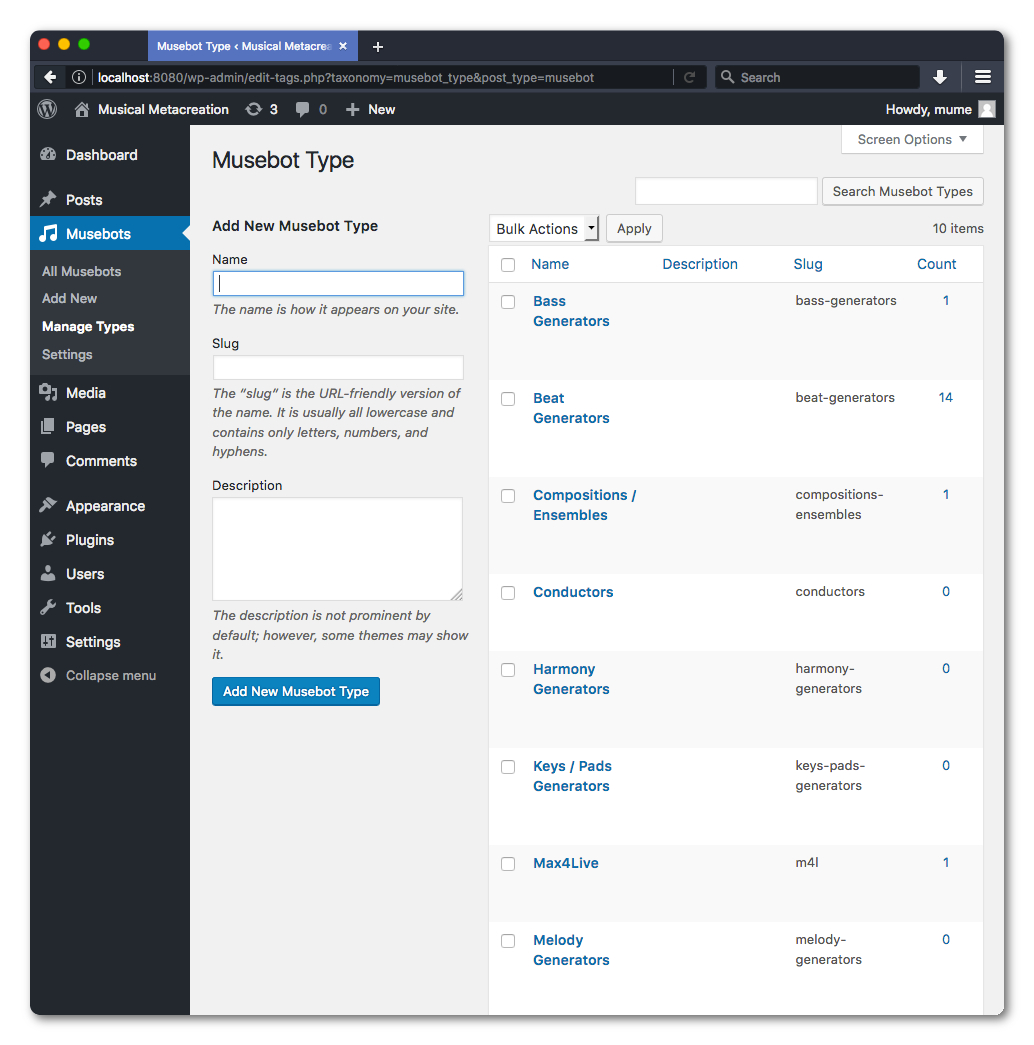 Musebot Type ‹ Musical Metacrea
localhost:8080/wp-admin/edit-tags.php?taxonomy=musebot_type&post_type=musebot
Search
Musical Metacreation
3
0
New
Howdy, mume
Screen Options
Dashboard
Posts
Musebots
All Musebots
Add New
Manage Types
Settings
Media
Pages
Comments
Appearance
Plugins
Users
Tools
Settings
Collapse menu
Musebot Type
Search Musebot Types
Add New Musebot Type
Name
The name is how it appears on your site.
Slug
The “slug” is the URL-friendly version of
the name. It is usually all lowercase and
contains only letters, numbers, and
hyphens.
Description
The description is not prominent by
default; however, some themes may show
it.
Add New Musebot Type
Bulk Actions
Apply
10 items
Name Description Slug Count
Bass
Generators
bass-generators
1
Beat
Generators
beat-generators
14
Compositions /
Ensembles
compositions-
ensembles
1
Conductors
conductors
0
Harmony
Generators
harmony-
generators
0
Keys / Pads
Generators
keys-pads-
generators
0
Max4Live
m4l
1
Melody
Generators
melody-
generators
0